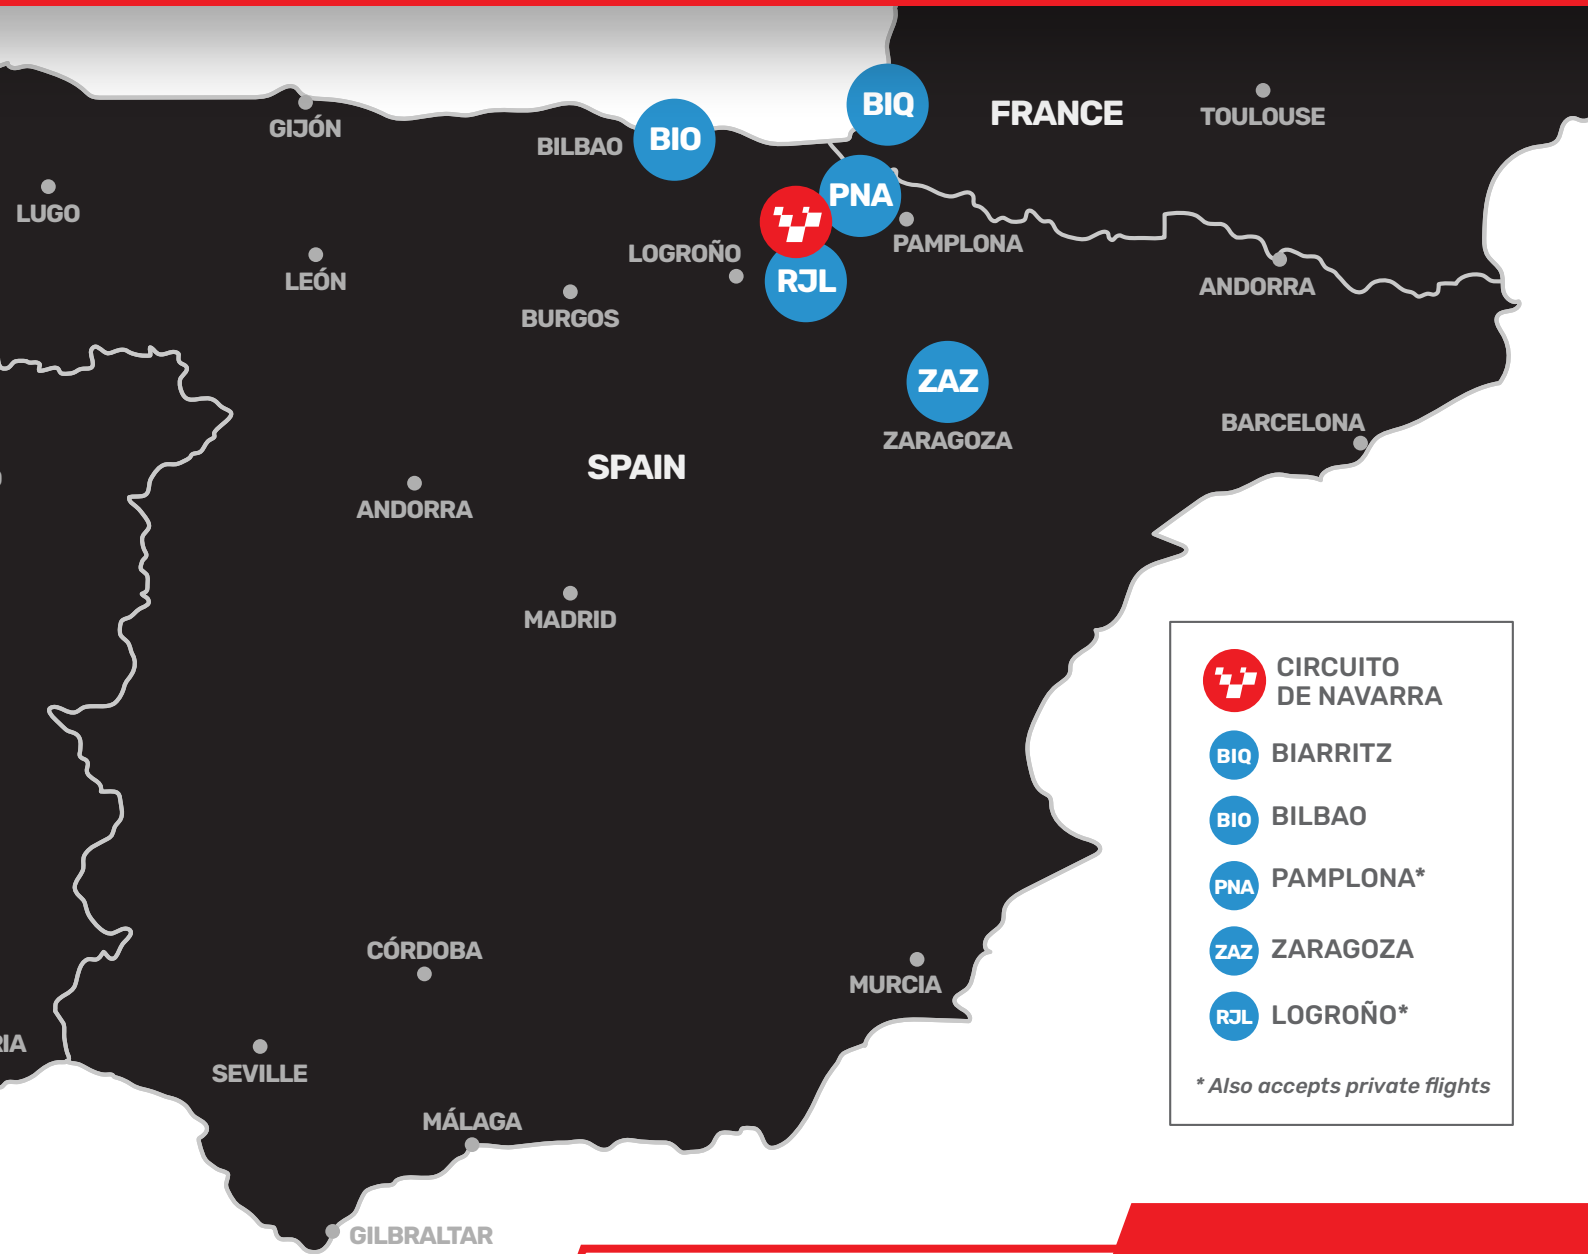 BIQ
FRANCE
TOULOUSE
GIJÓN
BILBAO
BIO
PNA
LUGO
PAMPLONA
LOGROÑO
LEÓN
RJL
ANDORRA
BURGOS
ZAZ
ZARAGOZA
BARCELONA
SPAIN
ANDORRA
MADRID
CÓRDOBA
MURCIA
RIA
SEVILLE
MÁLAGA
GILBRALTAR
CIRCUITO
DE NAVARRA
BIQ BIARRITZ
BIO BILBAO
PNA PAMPLONA*
ZAZ ZARAGOZA
RJL LOGROÑO*
* Also accepts private flights